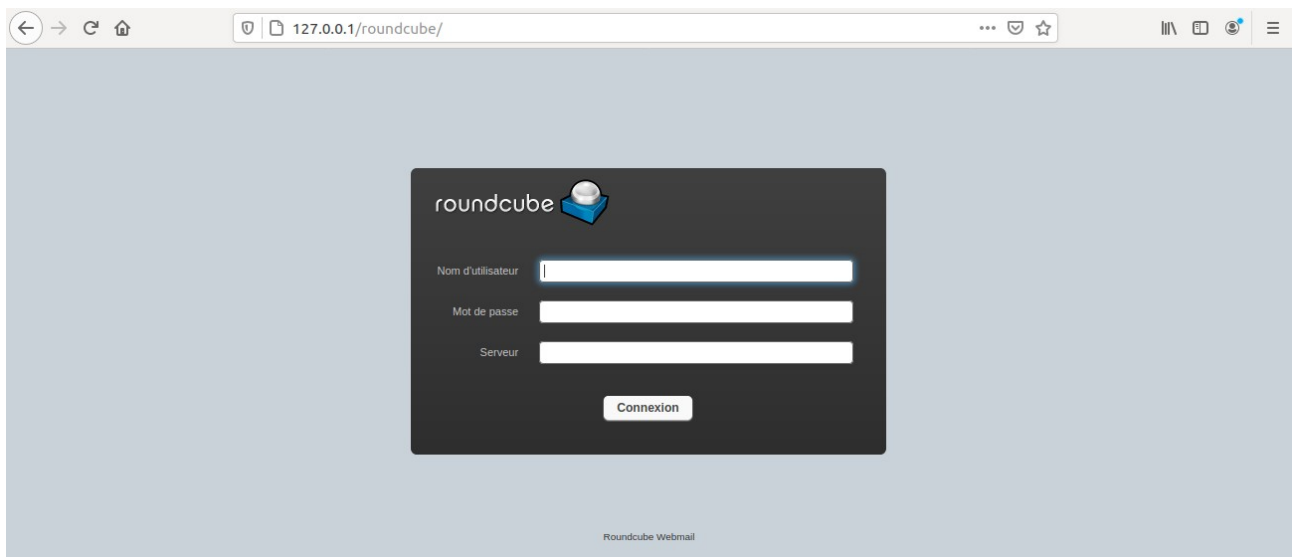 127.0.0.1/roundcube/
roundcube
Nom d'utilisateur
Mot de passe
Serveur
Connexion
Roundcube Webmail